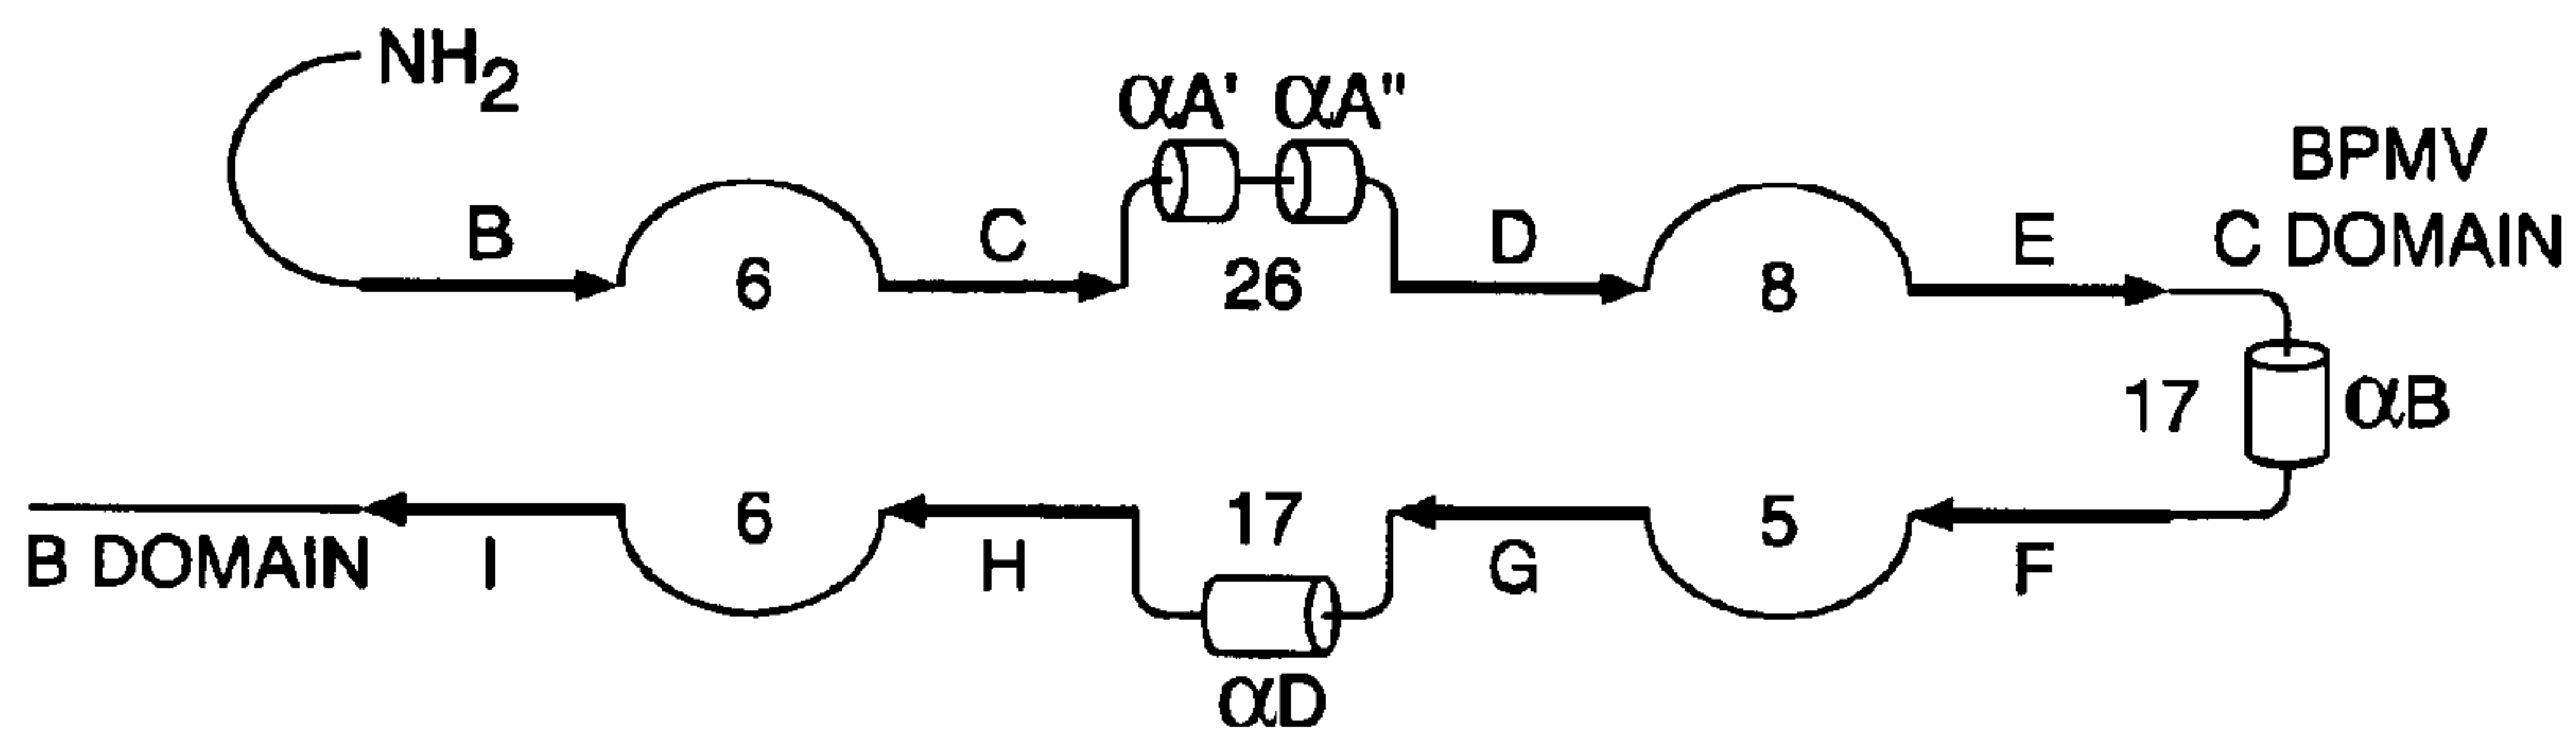 NH2
αA' αA"
BPMV
C DOMAIN
B 6 C 26 D 8 E
17 αB
B DOMAIN I 6 H 17 G 5 F
αD